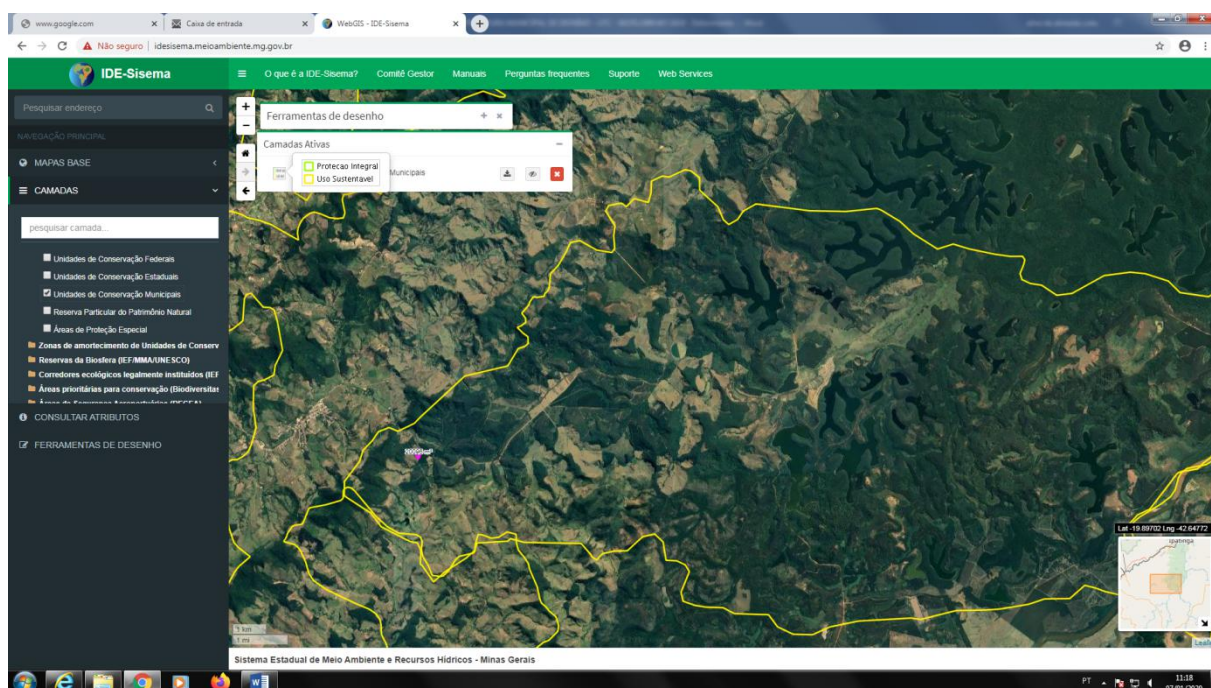 www.google.com
Caixa de entrada
WebGIS - IDE-Sisema
Não seguro | idesisema.meioambiente.mg.gov.br
IDE-Sisema
O que é a IDE-Sisema?
Comitê Gestor
Manuais
Perguntas frequentes
Suporte
Web Services
Pesquisar endereço
NAVEGAÇÃO PRINCIPAL
MAPAS BASE
CAMADAS
pesquisar camada...
Unidades de Conservação Federais
Unidades de Conservação Estaduais
Unidades de Conservação Municipais
Reserva Particular do Patrimônio Natural
Áreas de Proteção Especial
Zonas de amortecimento de Unidades de Conserv
Reservas da Biosfera (IEF/MMA/UNESCO)
Corredores ecológicos legalmente instituídos (IEF
Áreas prioritárias para conservação (Biodiversitas
CONSULTAR ATRIBUTOS
FERRAMENTAS DE DESENHO
Ferramentas de desenho
Camadas Ativas
Protecao Integral
Uso Sustentavel
Municipais
Lat -19.89702 Lng -42.64772
Ipatinga
1 km
1 mi
Sistema Estadual de Meio Ambiente e Recursos Hídricos - Minas Gerais
PT
11:18